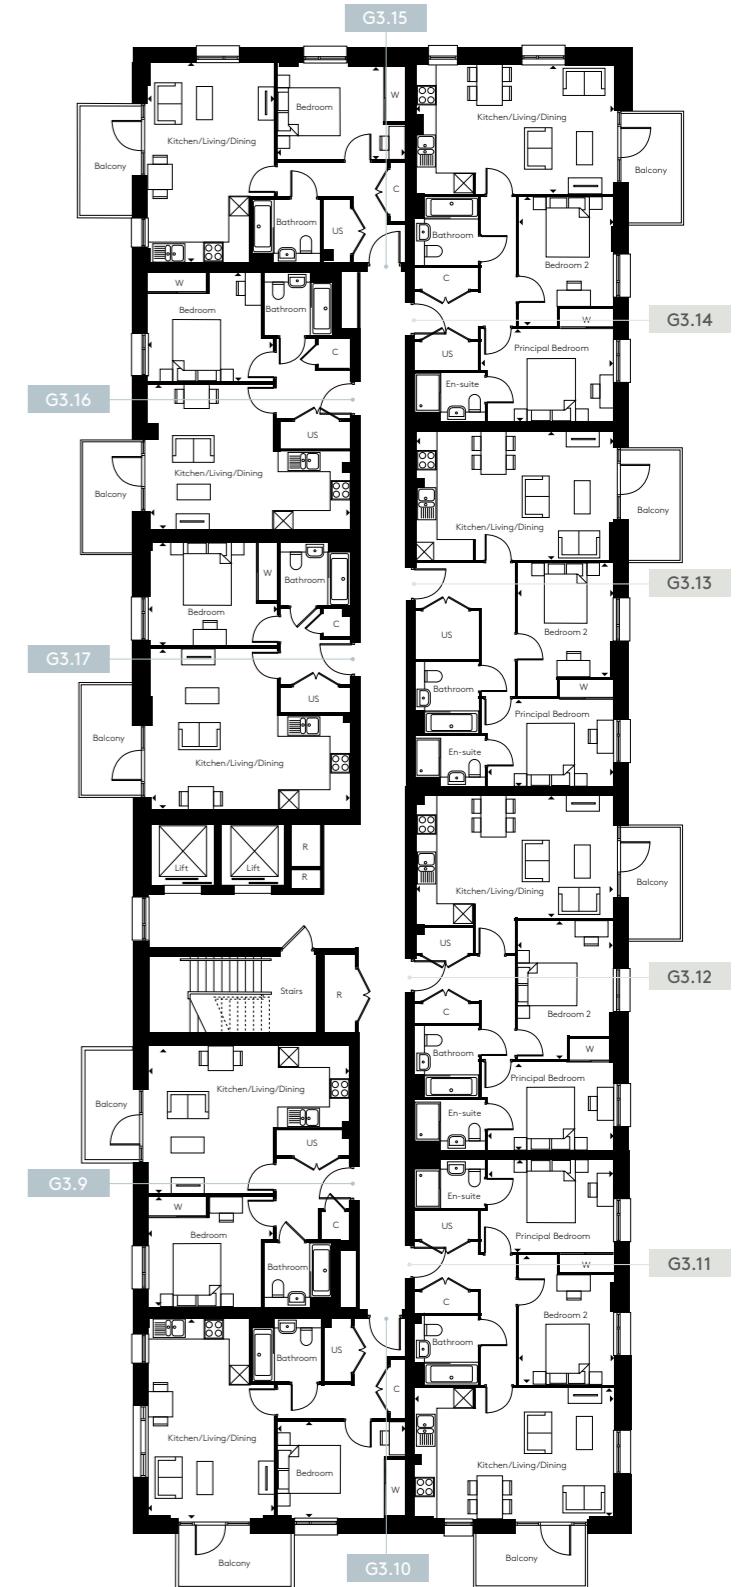 G3.15
Kitchen/Living/Dining
Balcony
Bedroom
W
C
Bathroom
US
Kitchen/Living/Dining
Balcony
Bathroom
Bedroom 2
C
W
G3.14
US
Principal Bedroom
En-suite
W
Bedroom
Bathroom
C
G3.16
US
Kitchen/Living/Dining
Balcony
Kitchen/Living/Dining
Balcony
G3.13
US
Bedroom 2
Bathroom
W
Principal Bedroom
En-suite
W
Bathroom
Bedroom
C
G3.17
US
Balcony
Kitchen/Living/Dining
Lift
Lift
R
R
Kitchen/Living/Dining
Balcony
US
G3.12
C
Bedroom 2
Bathroom
W
Principal Bedroom
En-suite
Stairs
R
Kitchen/Living/Dining
Balcony
US
G3.9
W
Bedroom
C
Bathroom
En-suite
Principal Bedroom
US
W
G3.11
C
Bedroom 2
Bathroom
Kitchen/Living/Dining
Balcony
Bathroom
US
C
Kitchen/Living/Dining
Bedroom
W
Balcony
G3.10